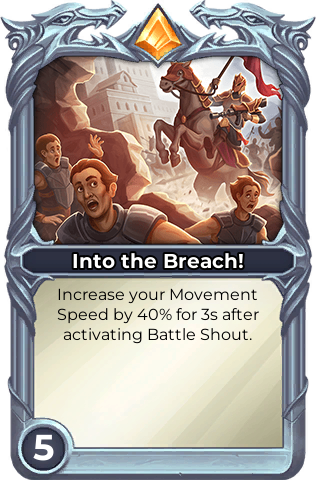 Into the Breach!
Increase your Movement
Speed by 40% for 3s after
activating Battle Shout.
5